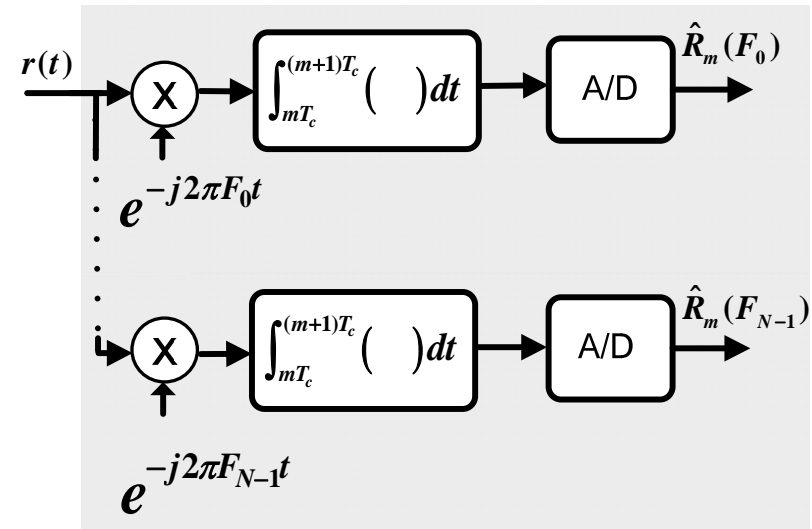 r(t)
X
∫_{mT_c}^{(m+1)T_c} (  ) dt
A/D
R̂_m(F_0)
e^{-j2πF_0t}
X
∫_{mT_c}^{(m+1)T_c} (  ) dt
A/D
R̂_m(F_{N-1})
e^{-j2πF_{N-1}t}